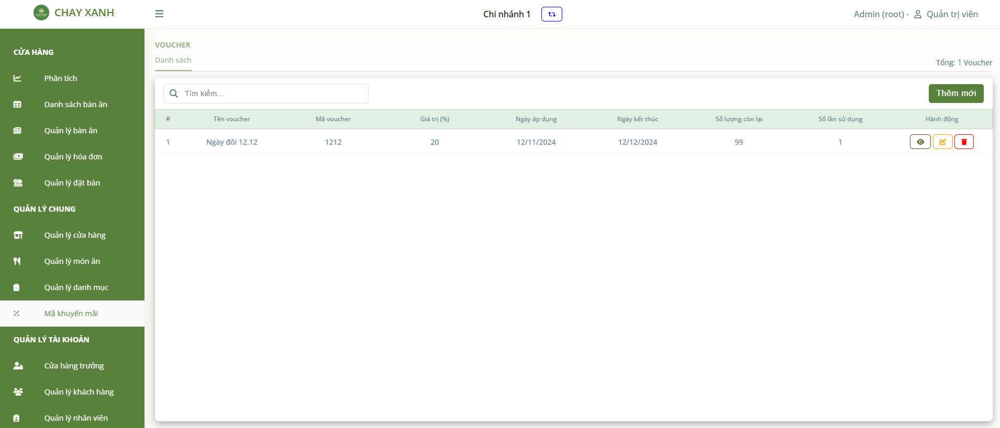 CHAY XANH
Chi nhánh 1
Admin (root) - Quản trị viên
CỬA HÀNG
Phân tích
Danh sách bàn ăn
Quản lý bàn ăn
Quản lý hóa đơn
Quản lý đặt bàn
QUẢN LÝ CHUNG
Quản lý cửa hàng
Quản lý món ăn
Quản lý danh mục
Mã khuyến mãi
QUẢN LÝ TÀI KHOẢN
Cửa hàng trưởng
Quản lý khách hàng
Quản lý nhân viên
VOUCHER
Danh sách
Tổng: 1 Voucher
Tìm kiếm...
Thêm mới
# Tên voucher Mã voucher Giá trị (%) Ngày áp dụng Ngày kết thúc Số lượng còn lại Số lần sử dụng Hành động
1 Ngày đôi 12.12 1212 20 12/11/2024 12/12/2024 99 1